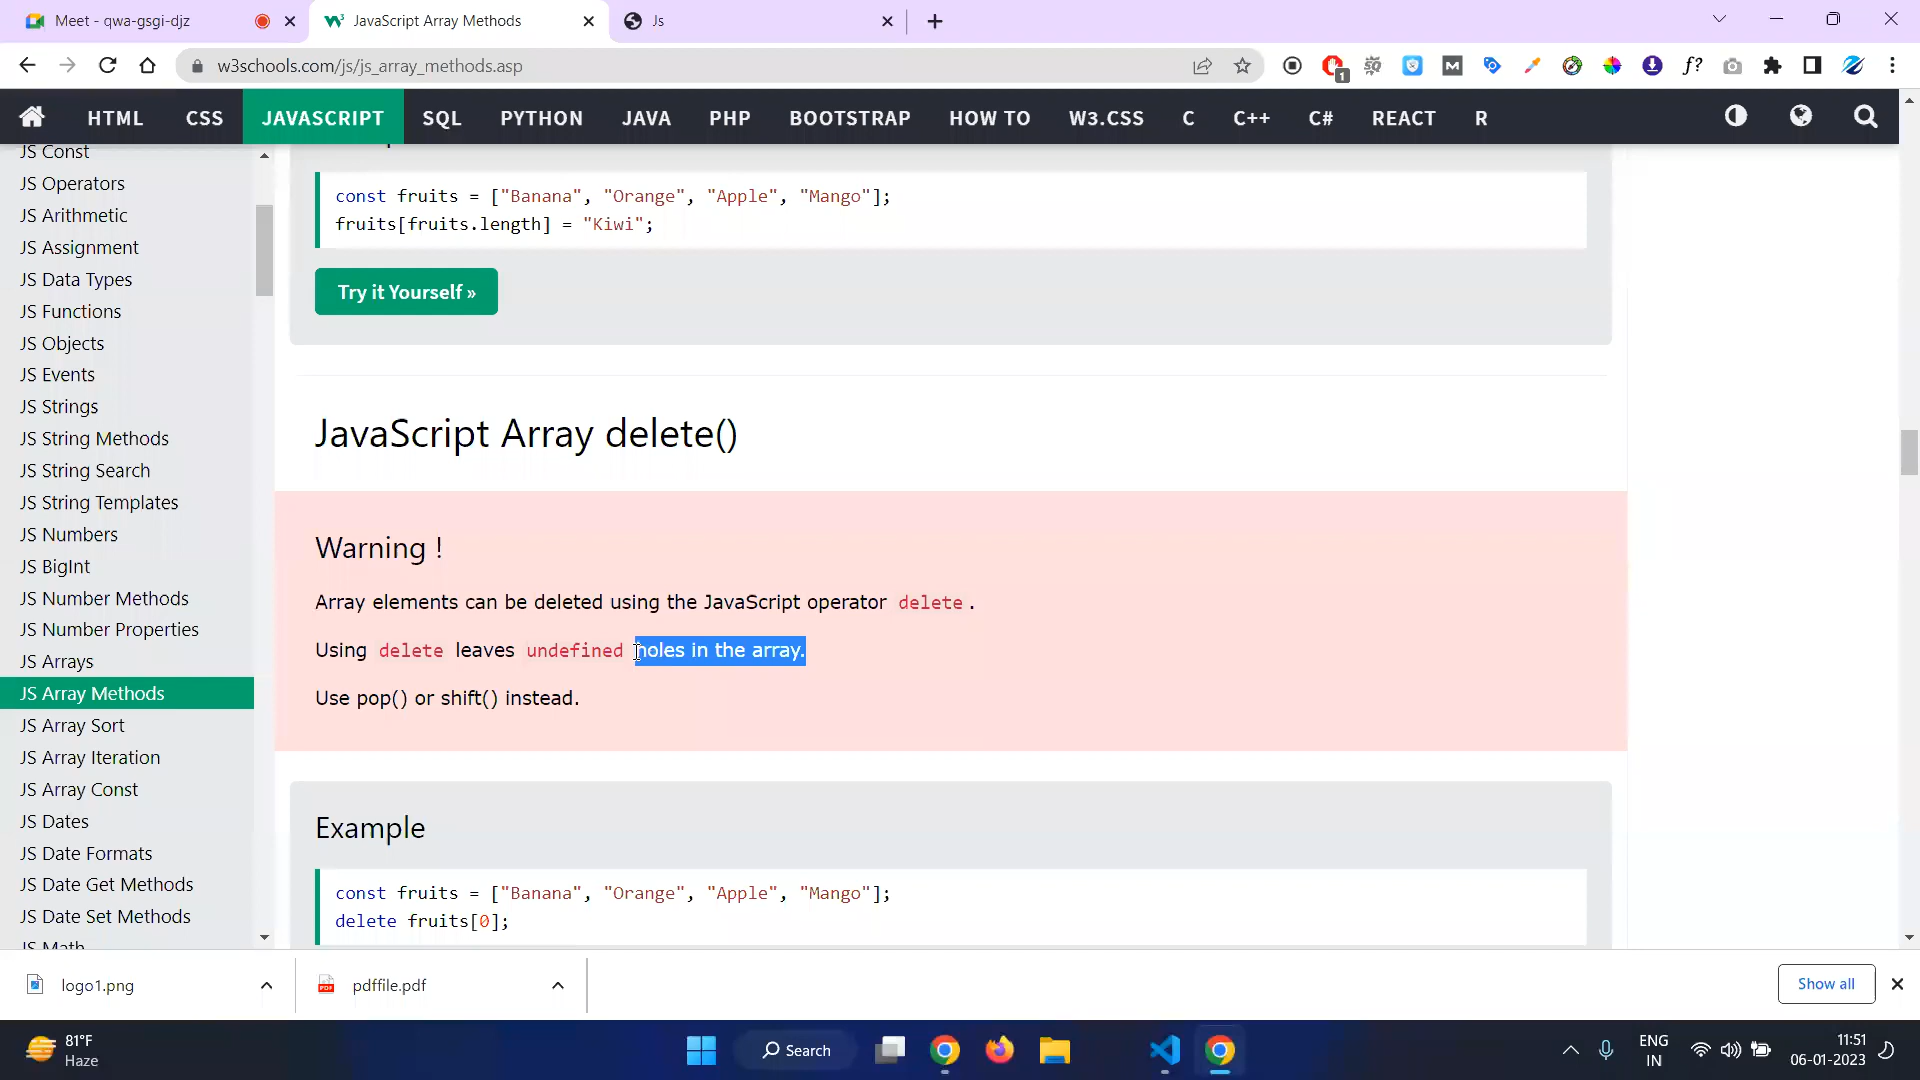 Meet - qwa-gsgi-djz
JavaScript Array Methods
Js
w3schools.com/js/js_array_methods.asp
1
f?
HTML CSS JAVASCRIPT SQL PYTHON JAVA PHP BOOTSTRAP HOW TO W3.CSS C C++ C# REACT R
JS Const
JS Operators
JS Arithmetic
JS Assignment
JS Data Types
JS Functions
JS Objects
JS Events
JS Strings
JS String Methods
JS String Search
JS String Templates
JS Numbers
JS BigInt
JS Number Methods
JS Number Properties
JS Arrays
JS Array Methods
JS Array Sort
JS Array Iteration
JS Array Const
JS Dates
JS Date Formats
JS Date Get Methods
JS Date Set Methods
JS Math
const fruits = ["Banana", "Orange", "Apple", "Mango"];
fruits[fruits.length] = "Kiwi";
Try it Yourself »
JavaScript Array delete()
Warning !
Array elements can be deleted using the JavaScript operator delete.
Using delete leaves undefined holes in the array.
Use pop() or shift() instead.
Example
const fruits = ["Banana", "Orange", "Apple", "Mango"];
delete fruits[0];
logo1.png
pdffile.pdf
Show all
81°F
Haze
Search
ENG
IN
11:51
06-01-2023